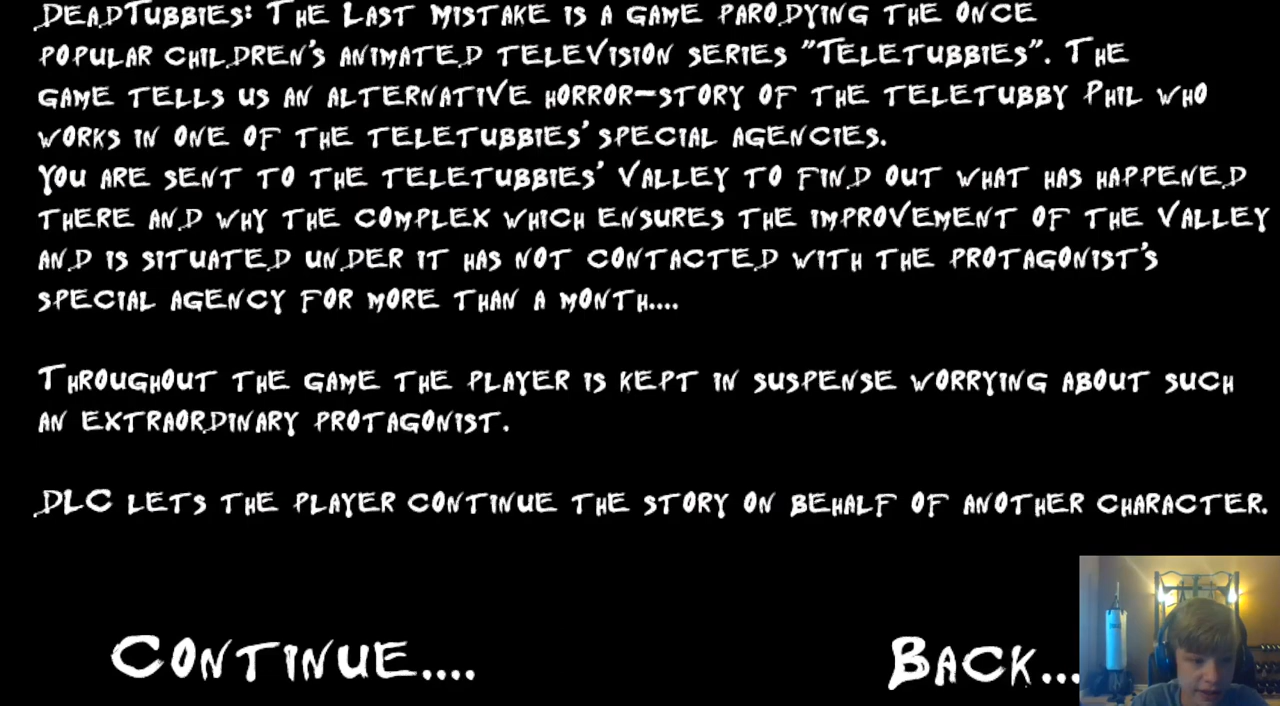 DeadTubbies: The Last Mistake is a game parodying the once
popular children's animated television series "Teletubbies". The
game tells us an alternative horror-story of the teletubby Phil who
works in one of the teletubbies' special agencies.
You are sent to the teletubbies' Valley to find out what has happened
there and why the complex which ensures the improvement of the Valley
and is situated under it has not contacted with the protagonist's
special agency for more than a month....
Throughout the game the player is kept in suspense worrying about such
an extraordinary protagonist.
DLC lets the player continue the story on behalf of another character.
Continue....
Back...